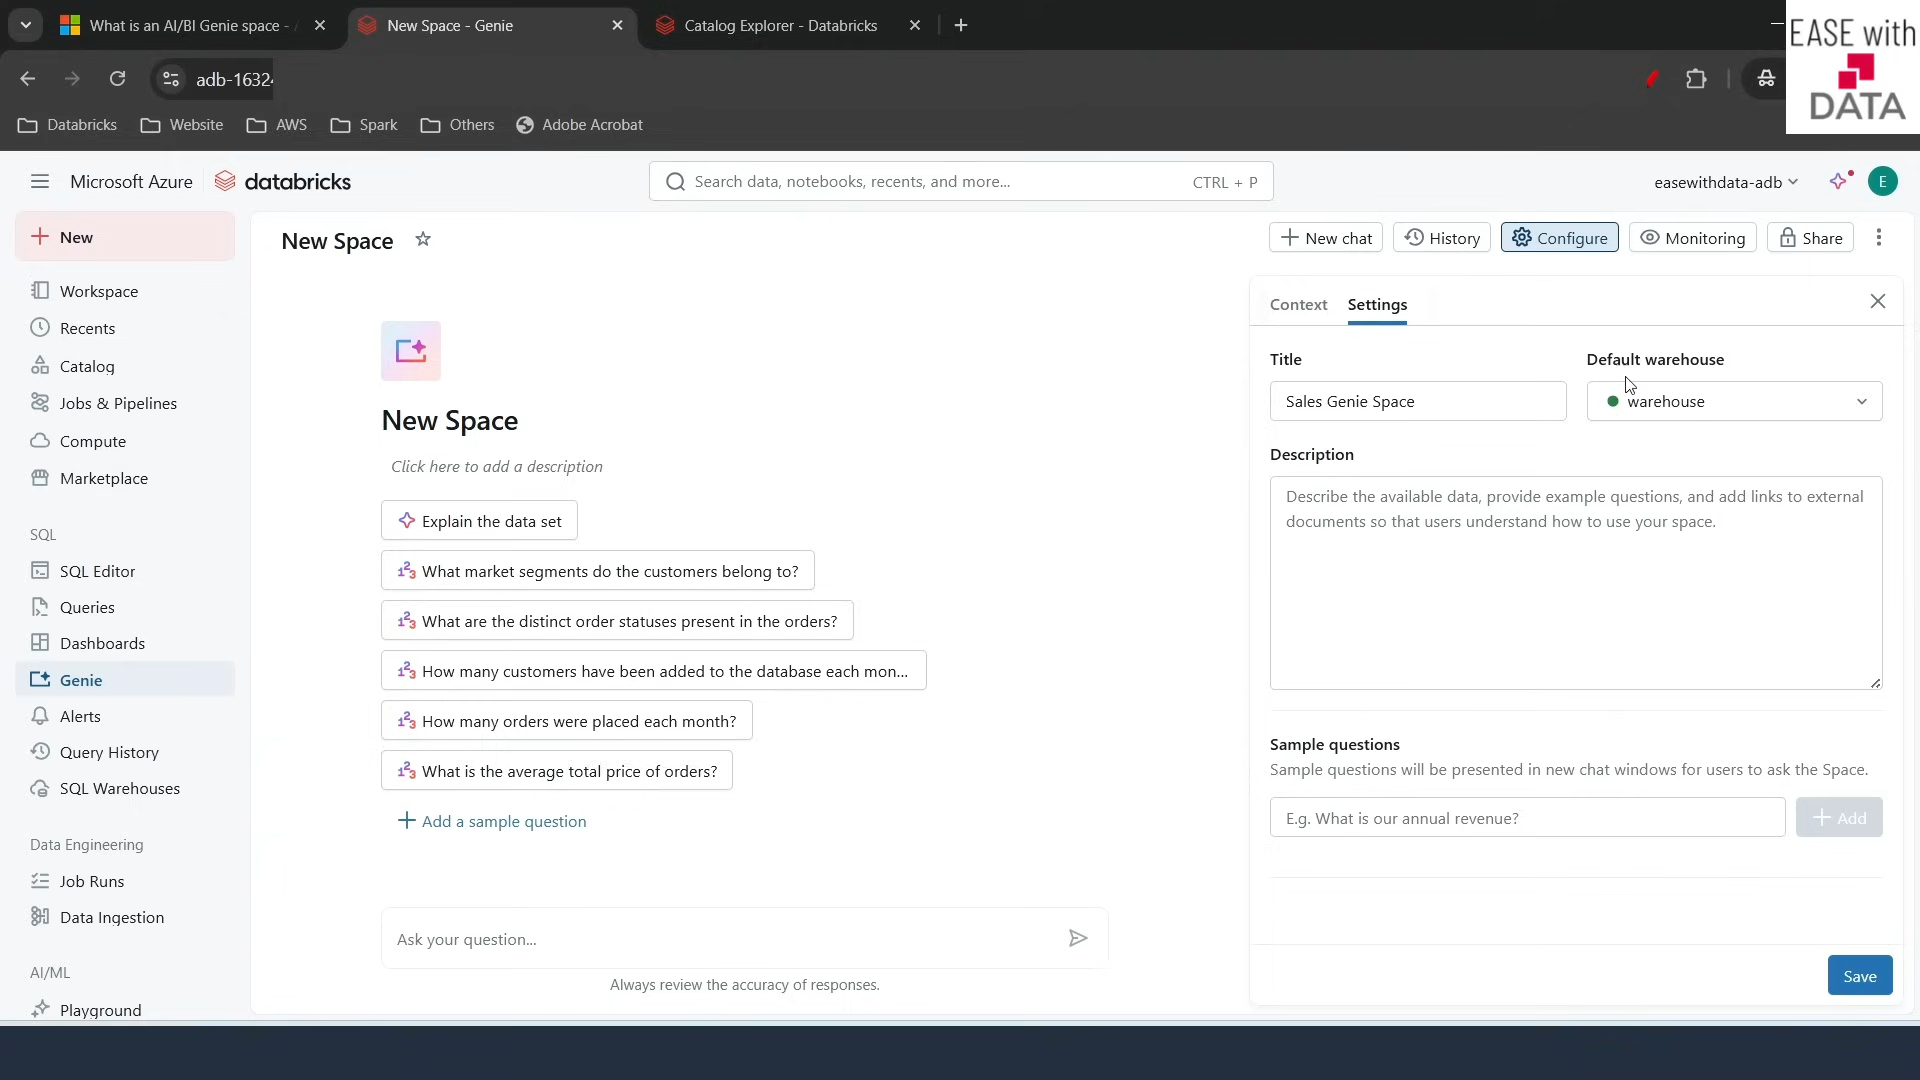 What is an AI/BI Genie space -
New Space - Genie
Catalog Explorer - Databricks
EASE with
DATA
adb-1632
Databricks
Website
AWS
Spark
Others
Adobe Acrobat
Microsoft Azure
databricks
Search data, notebooks, recents, and more...
CTRL + P
easewithdata-adb
E
New
New Space
New chat
History
Configure
Monitoring
Share
Workspace
Recents
Catalog
Jobs & Pipelines
Compute
Marketplace
SQL
SQL Editor
Queries
Dashboards
Genie
Alerts
Query History
SQL Warehouses
Data Engineering
Job Runs
Data Ingestion
AI/ML
Playground
New Space
Click here to add a description
Explain the data set
What market segments do the customers belong to?
What are the distinct order statuses present in the orders?
How many customers have been added to the database each mon...
How many orders were placed each month?
What is the average total price of orders?
Add a sample question
Ask your question...
Always review the accuracy of responses.
Context
Settings
Title
Default warehouse
Sales Genie Space
warehouse
Description
Describe the available data, provide example questions, and add links to external
documents so that users understand how to use your space.
Sample questions
Sample questions will be presented in new chat windows for users to ask the Space.
E.g. What is our annual revenue?
Add
Save